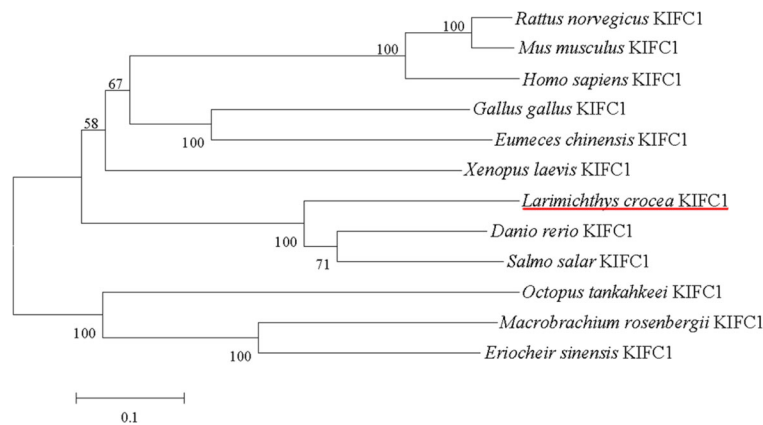 Rattus norvegicus KIFC1
100
Mus musculus KIFC1
100
Homo sapiens KIFC1
67
Gallus gallus KIFC1
58
100
Eumeces chinensis KIFC1
Xenopus laevis KIFC1
Larimichthys crocea KIFC1
Danio rerio KIFC1
100
71
Salmo salar KIFC1
Octopus tankahkeei KIFC1
Macrobrachium rosenbergii KIFC1
100
Eriocheir sinensis KIFC1
100
0.1